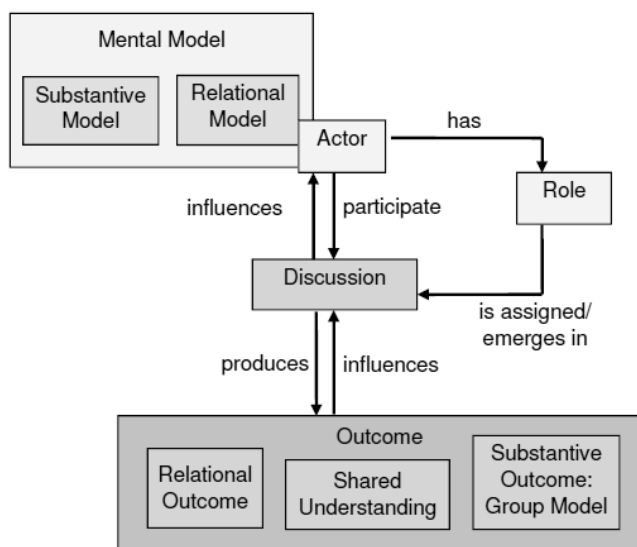 Mental Model
Substantive
Model
Relational
Model
Actor
has
Role
influences
participate
Discussion
is assigned/
emerges in
produces
influences
Outcome
Relational
Outcome
Shared
Understanding
Substantive
Outcome:
Group Model